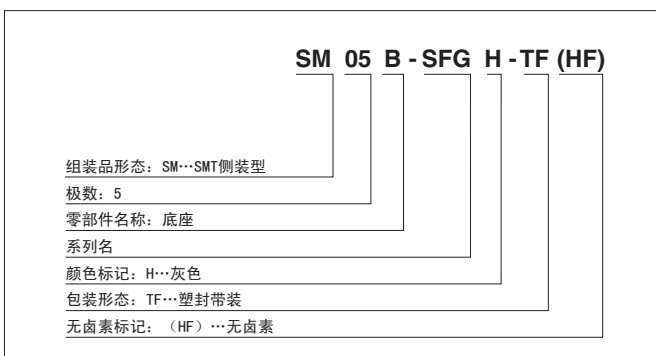 SM 05 B - SFG H - TF (HF)
组装品形态：SM…SMT侧装型
极数：5
零部件名称：底座
系列名
颜色标记：H…灰色
包装形态：TF…塑封带装
无卤素标记：（HF）…无卤素